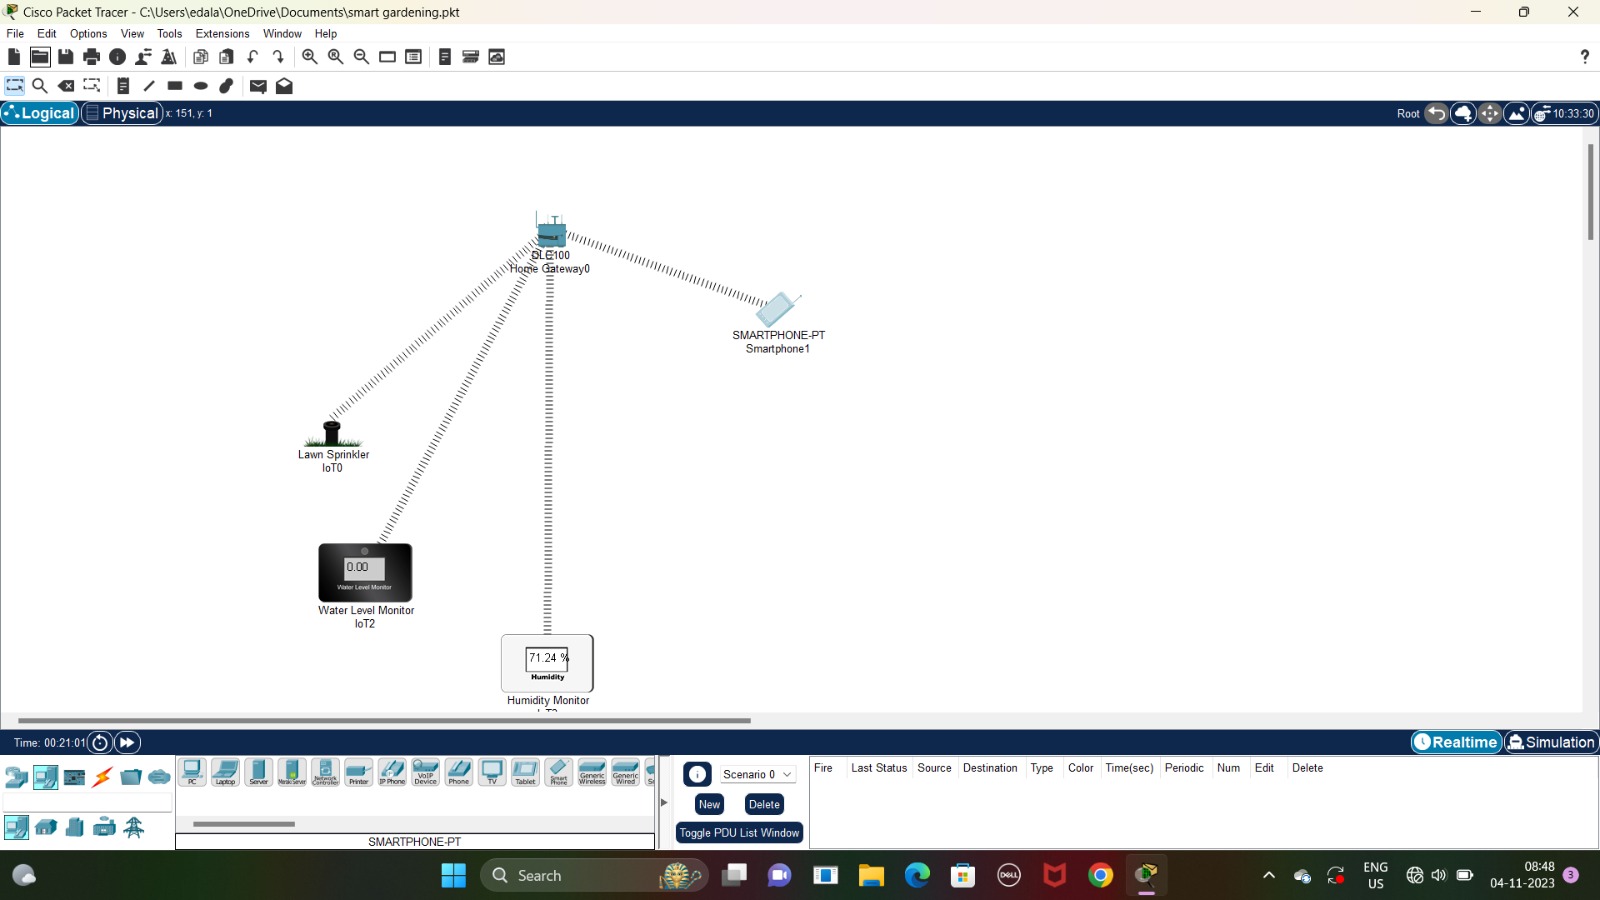 Cisco Packet Tracer - C:\Users\edala\OneDrive\Documents\smart gardening.pkt
File Edit Options View Tools Extensions Window Help
Logical Physical x: 151, y: 1 Root 10:33:30
Home Gateway0
SMARTPHONE-PT
Smartphone1
Lawn Sprinkler
IoT0
0.00
Water Level Monitor
Water Level Monitor
IoT2
71.24 %
Humidity
Humidity Monitor
Time: 00:21:01 Realtime Simulation
PC Laptop Server Printer IP Phone VoIP Device Phone TV Tablet Smart Phone Generic Wireless Generic Wired
SMARTPHONE-PT
Scenario 0
New Delete
Toggle PDU List Window
Fire Last Status Source Destination Type Color Time(sec) Periodic Num Edit Delete
Search
DELL
ENG
US
08:48
04-11-2023
3